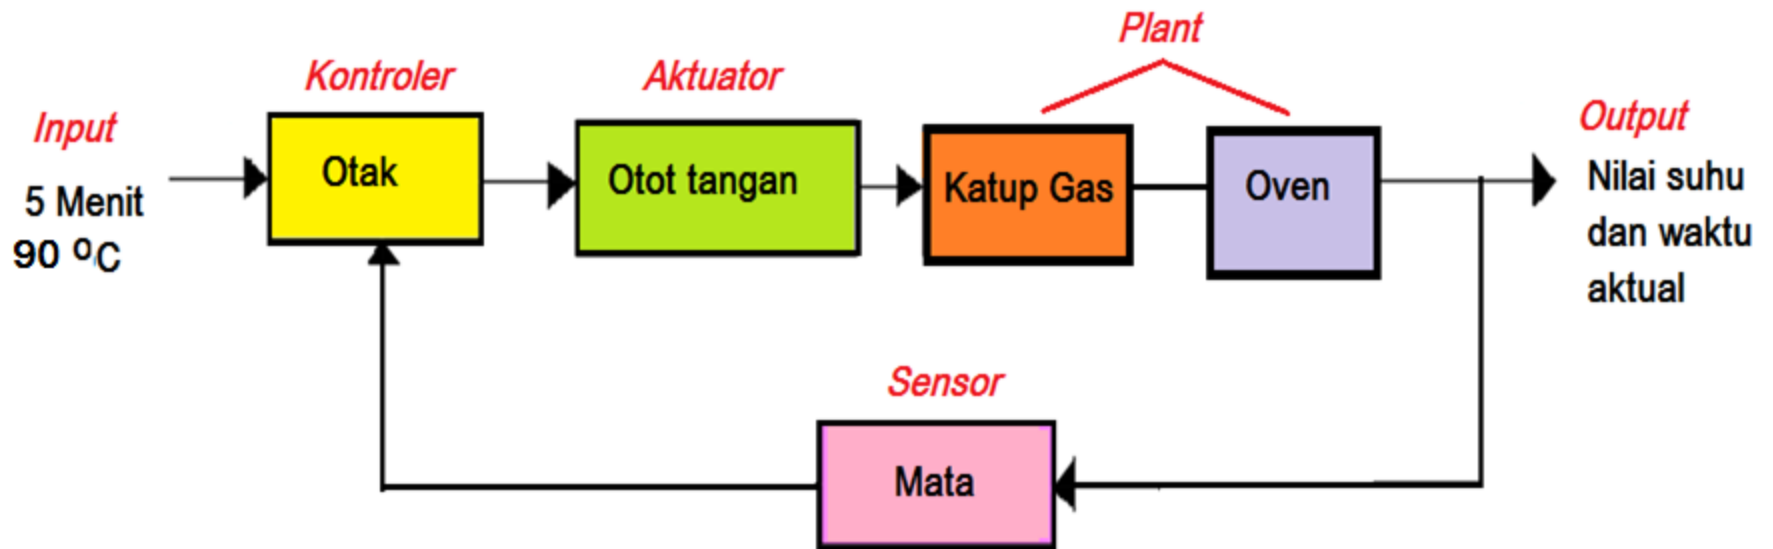 Plant
Kontroler
Aktuator
Input
Output
5 Menit
90 ⁰C
Otak
Otot tangan
Katup Gas
Oven
Nilai suhu
dan waktu
aktual
Sensor
Mata